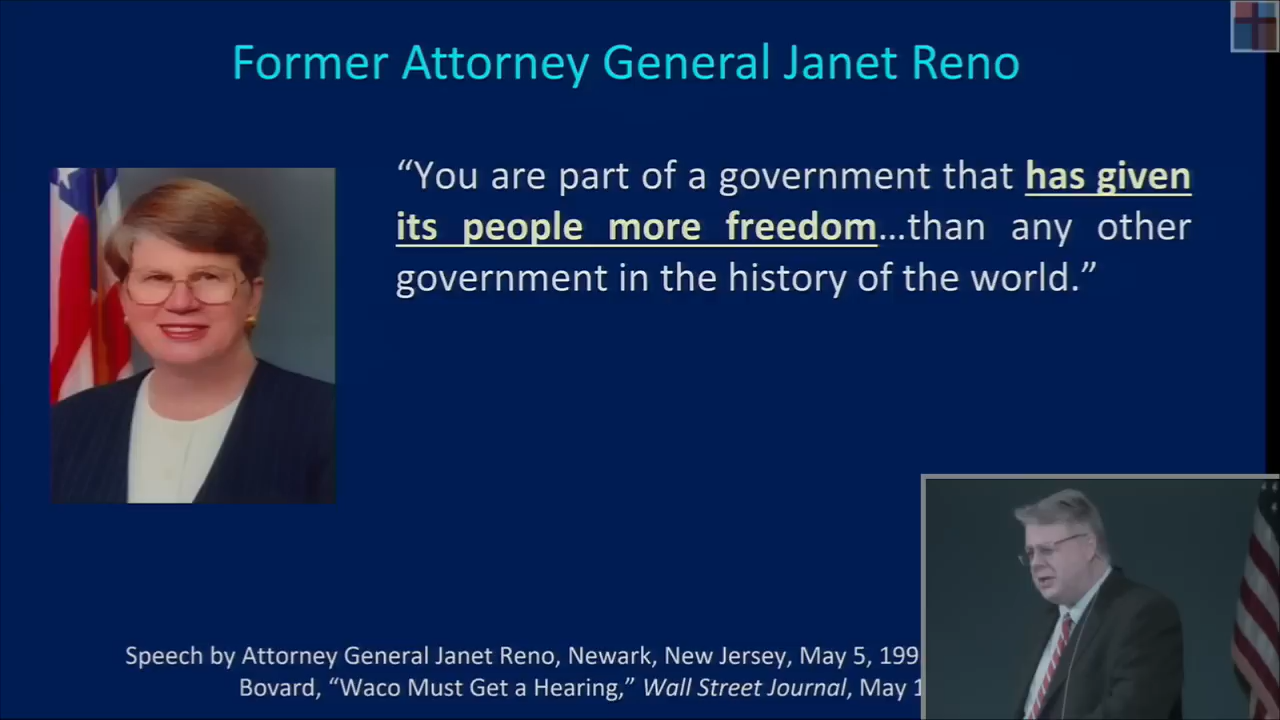 Former Attorney General Janet Reno
“You are part of a government that has given
its people more freedom…than any other
government in the history of the world.”
Speech by Attorney General Janet Reno, Newark, New Jersey, May 5, 199
Bovard, “Waco Must Get a Hearing,” Wall Street Journal, May 1